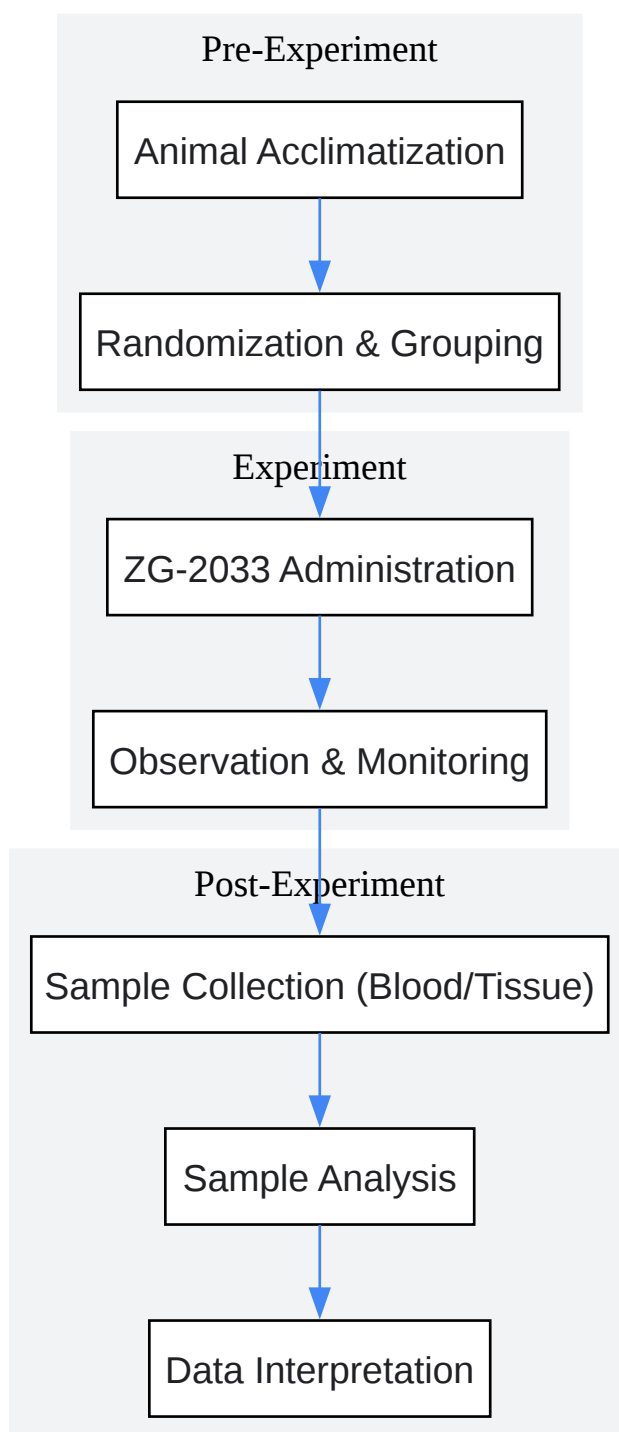 Pre-Experiment
Animal Acclimatization
Randomization & Grouping
Experiment
ZG-2033 Administration
Observation & Monitoring
Post-Experiment
Sample Collection (Blood/Tissue)
Sample Analysis
Data Interpretation